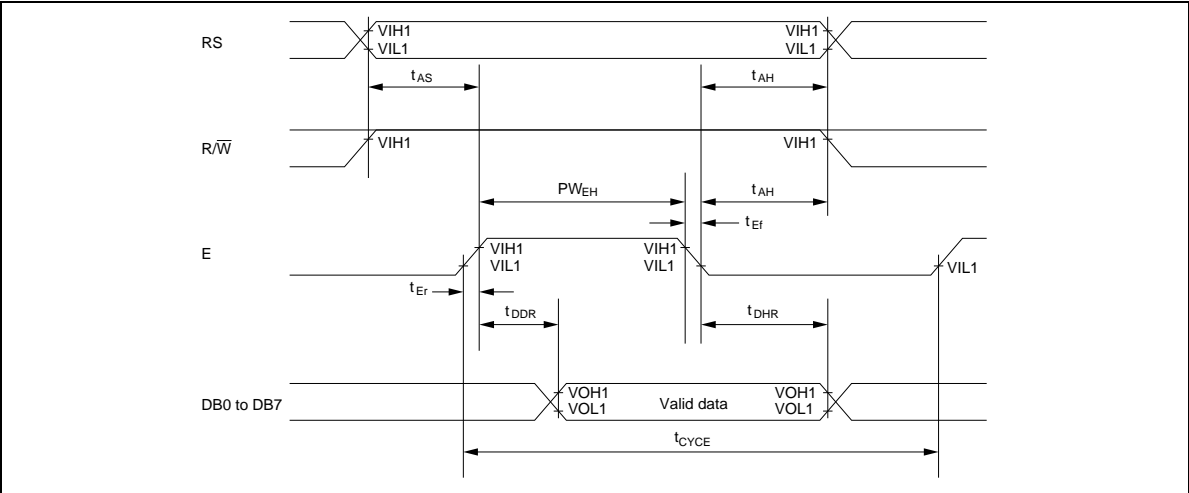 RS VIH1 VIL1 VIH1 VIL1
tAS tAH
R/W̅ VIH1 VIH1
PWEH tAH
tEf
E VIH1 VIL1 VIH1 VIL1 VIL1
tEr
tDDR tDHR
DB0 to DB7 VOH1 VOL1 Valid data VOH1 VOL1
tCYCE